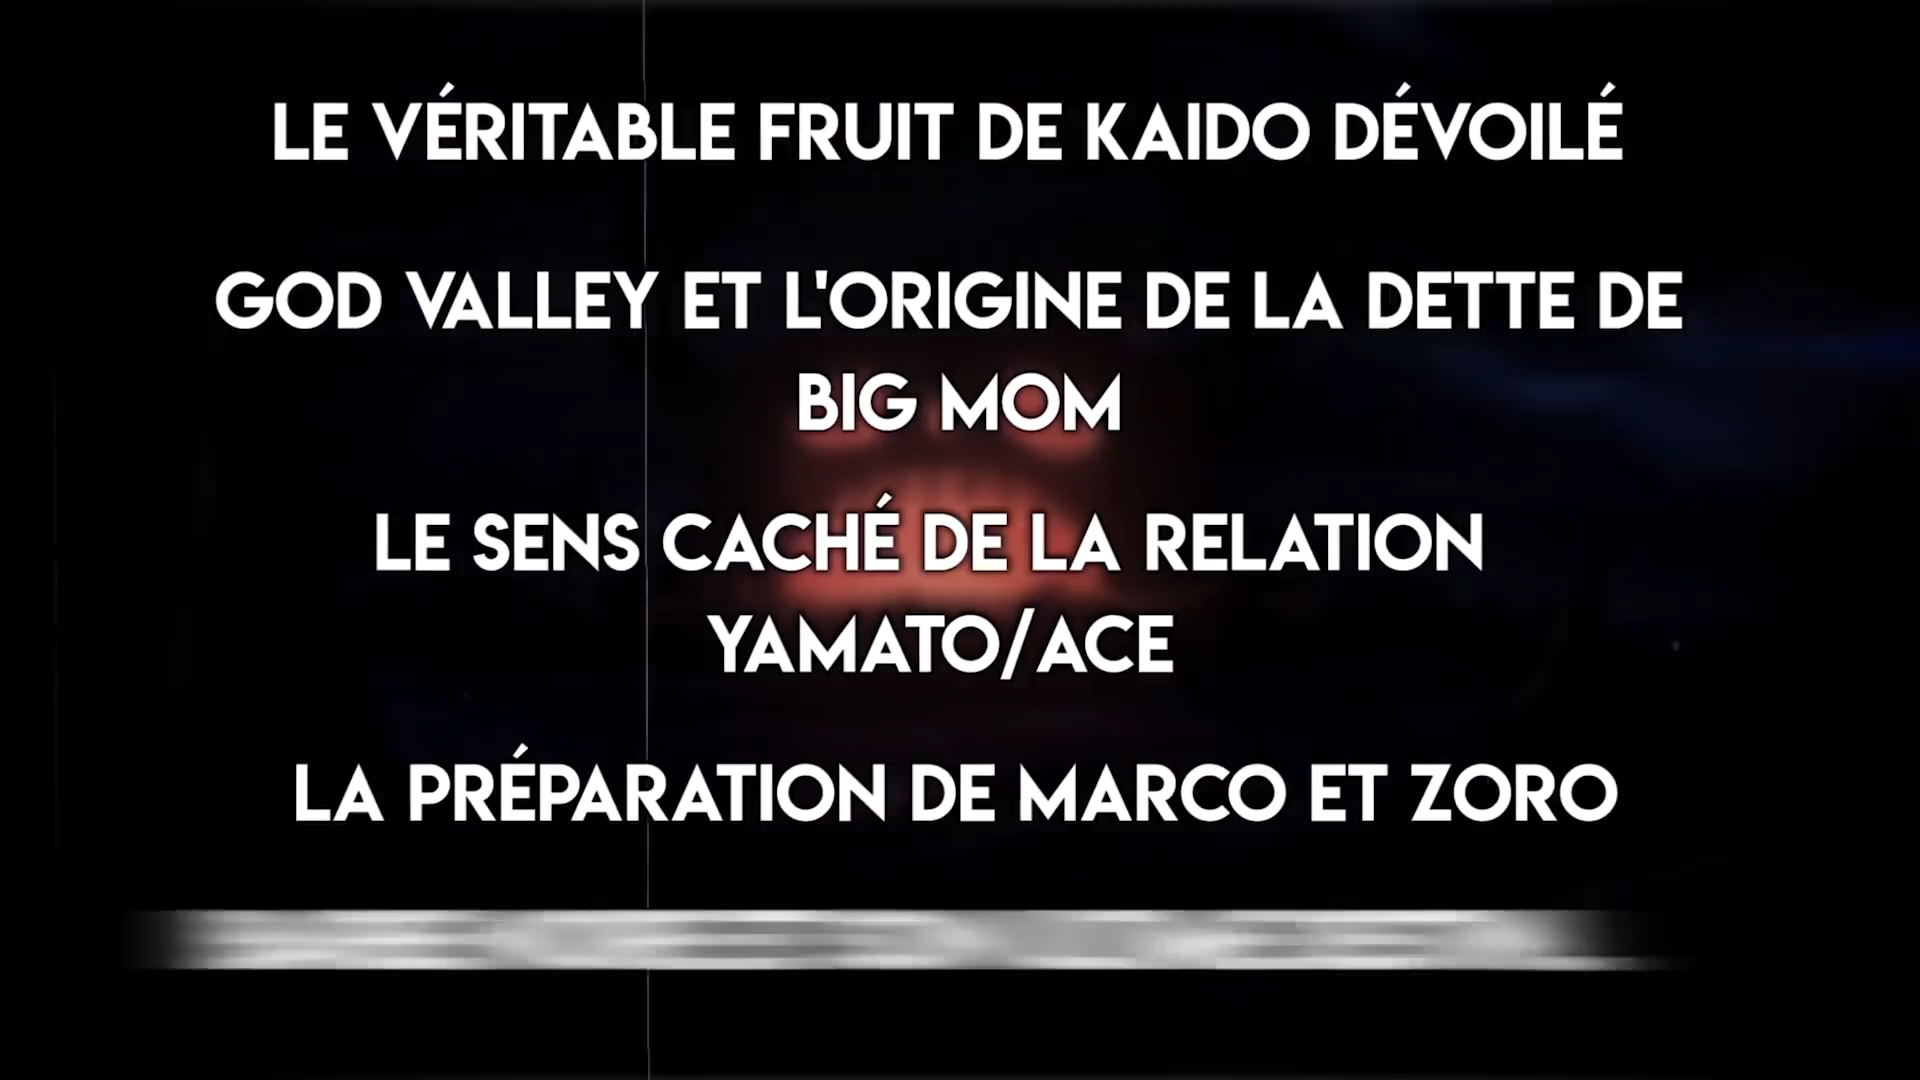 LE VÉRITABLE FRUIT DE KAIDO DÉVOILÉ
GOD VALLEY ET L'ORIGINE DE LA DETTE DE
BIG MOM
LE SENS CACHÉ DE LA RELATION
YAMATO/ACE
LA PRÉPARATION DE MARCO ET ZORO